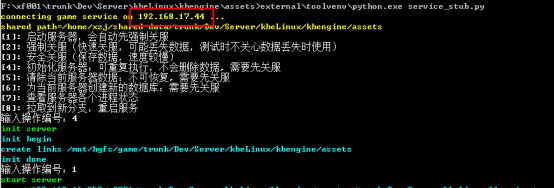 F:\xf001\trunk\Dev\Server\kbeLinux\kbengine\assets>external\toolvenv\python.exe service_stub.py
connecting game service on 192.168.17.44 ...
shared path=/home/xzj/share/data/trunk/Dev/Server/kbeLinux/kbengine/assets
[1]: 启动服务器，会自动先强制关服
[2]: 强制关服（快速关服，可能丢失数据，测试时不关心数据丢失时使用）
[3]: 安全关服（保存数据，速度较慢）
[4]: 初始化服务器：可重复执行，不会删除数据，需要先关服
[5]: 清除当前服务器数据：不可恢复，需要先关服
[6]: 为当前服务器创建新的数据库：需要先关服
[7]: 查看服务器各个进程状态
[8]: 拉取到新分支，重启服务
输入操作编号：4
init server
init begin
create links /mnt/hgfs/game/trunk/Dev/Server/kbeLinux/kbengine/assets
init done
输入操作编号：1
start server